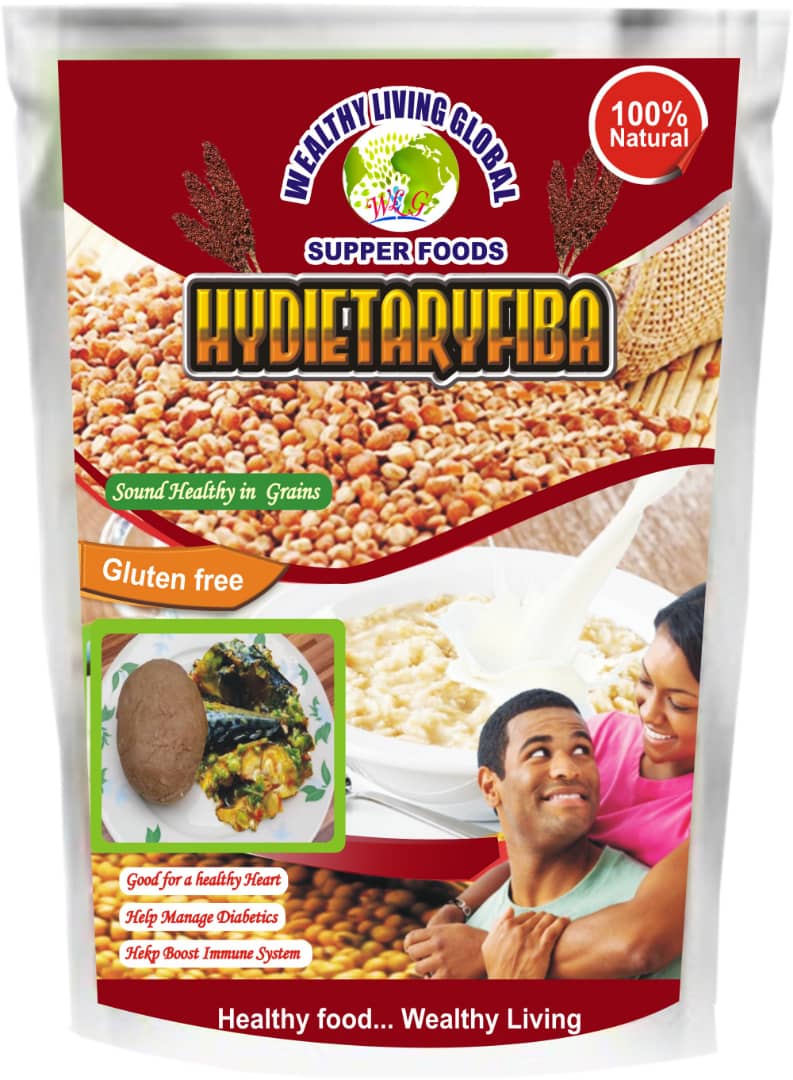 WEALTHY LIVING GLOBAL
100%
Natural
WLG
SUPPER FOODS
HYDIETARYFIBA
Sound Healthy in Grains
Gluten free
Good for a healthy Heart
Help Manage Diabetics
Hekp Boost Immune System
Healthy food... Wealthy Living